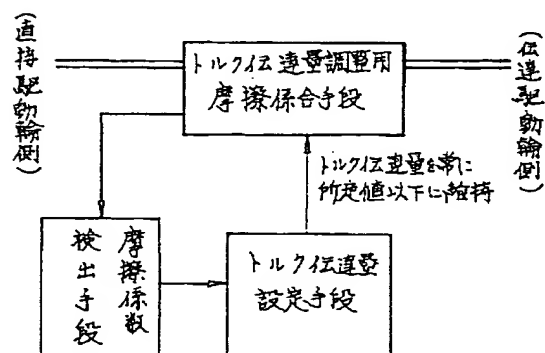 (直接駆動輪側)
トルク伝達量調整用
摩擦係合手段
(伝達駆動輪側)
トルク伝達量を常に
所定値以下に維持
摩擦係数
検出手段
トルク伝達量
設定手段